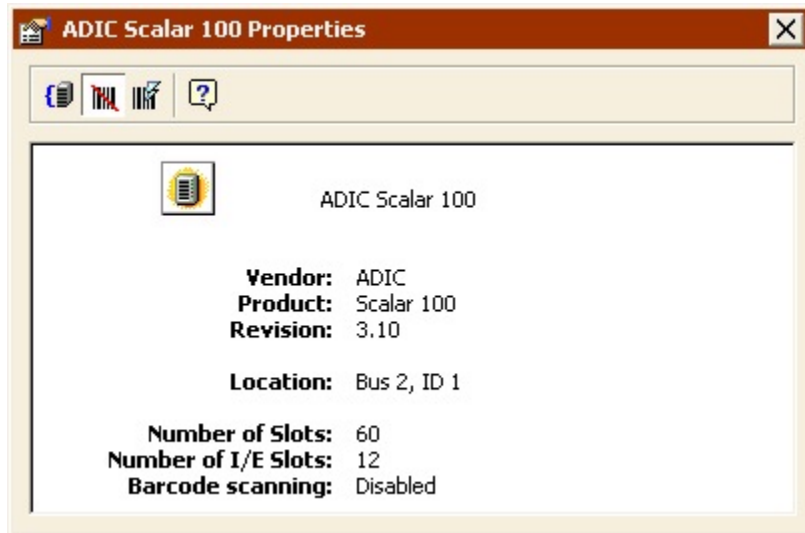 ADIC Scalar 100 Properties
ADIC Scalar 100
Vendor: ADIC
Product: Scalar 100
Revision: 3.10
Location: Bus 2, ID 1
Number of Slots: 60
Number of I/E Slots: 12
Barcode scanning: Disabled